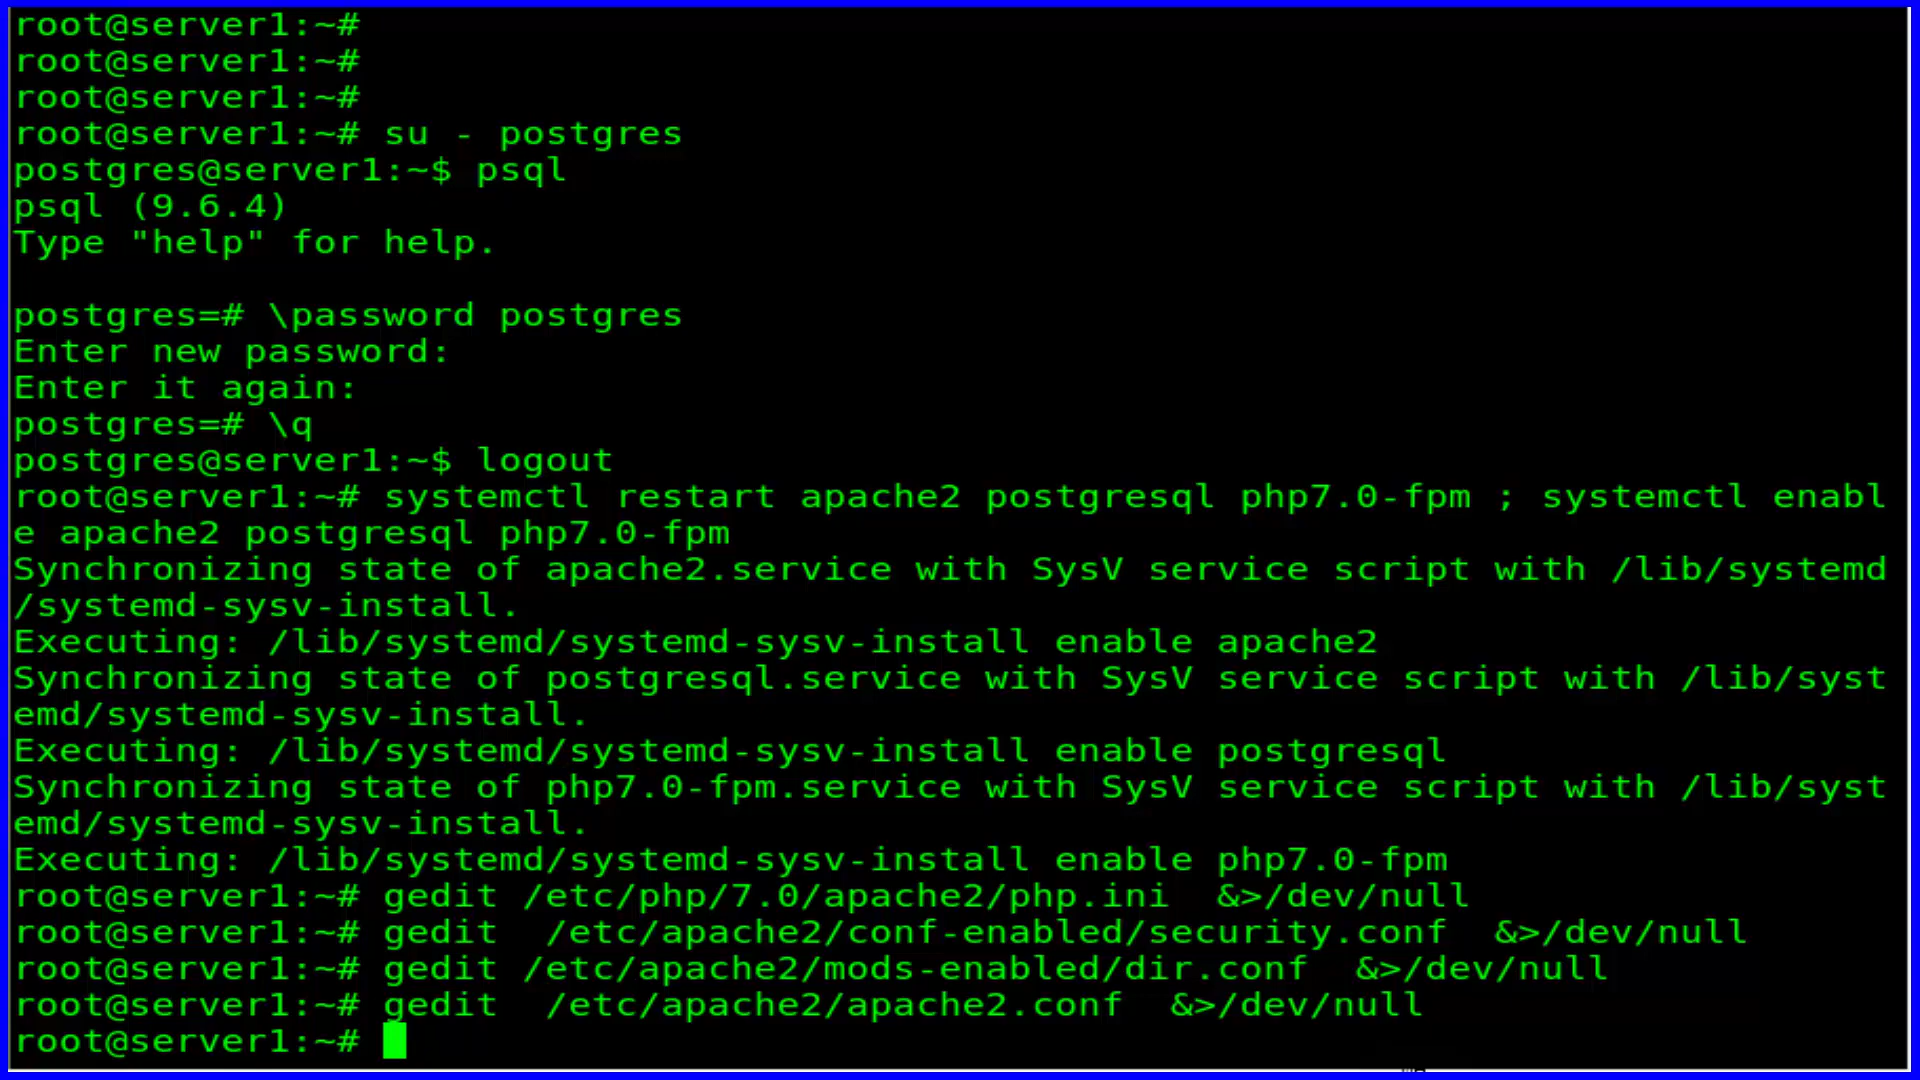 root@server1:~#
root@server1:~#
root@server1:~#
root@server1:~# su - postgres
postgres@server1:~$ psql
psql (9.6.4)
Type "help" for help.
postgres=# \password postgres
Enter new password:
Enter it again:
postgres=# \q
postgres@server1:~$ logout
root@server1:~# systemctl restart apache2 postgresql php7.0-fpm ; systemctl enabl
e apache2 postgresql php7.0-fpm
Synchronizing state of apache2.service with SysV service script with /lib/systemd
/systemd-sysv-install.
Executing: /lib/systemd/systemd-sysv-install enable apache2
Synchronizing state of postgresql.service with SysV service script with /lib/syst
emd/systemd-sysv-install.
Executing: /lib/systemd/systemd-sysv-install enable postgresql
Synchronizing state of php7.0-fpm.service with SysV service script with /lib/syst
emd/systemd-sysv-install.
Executing: /lib/systemd/systemd-sysv-install enable php7.0-fpm
root@server1:~# gedit /etc/php/7.0/apache2/php.ini  &>/dev/null
root@server1:~# gedit  /etc/apache2/conf-enabled/security.conf  &>/dev/null
root@server1:~# gedit /etc/apache2/mods-enabled/dir.conf  &>/dev/null
root@server1:~# gedit  /etc/apache2/apache2.conf  &>/dev/null
root@server1:~#